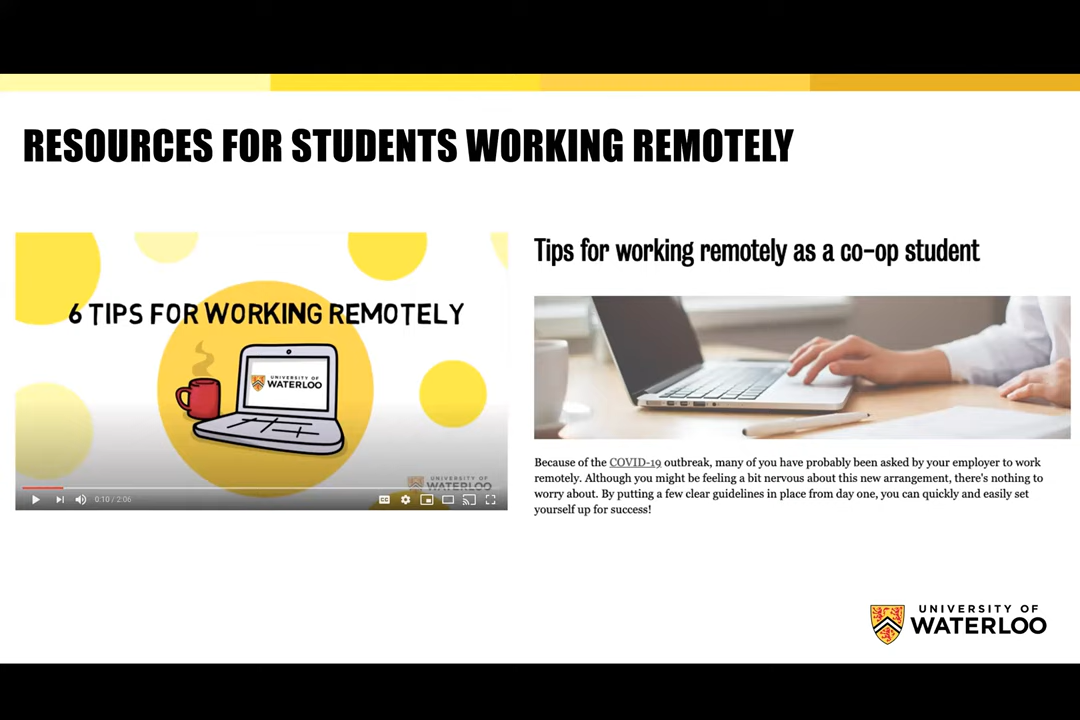 RESOURCES FOR STUDENTS WORKING REMOTELY
6 TIPS FOR WORKING REMOTELY
UNIVERSITY OF
WATERLOO
UNIVERSITY OF
WATERLOO
0:10 / 2:06
CC
Tips for working remotely as a co-op student
Because of the COVID-19 outbreak, many of you have probably been asked by your employer to work
remotely. Although you might be feeling a bit nervous about this new arrangement, there's nothing to
worry about. By putting a few clear guidelines in place from day one, you can quickly and easily set
yourself up for success!
UNIVERSITY OF
WATERLOO